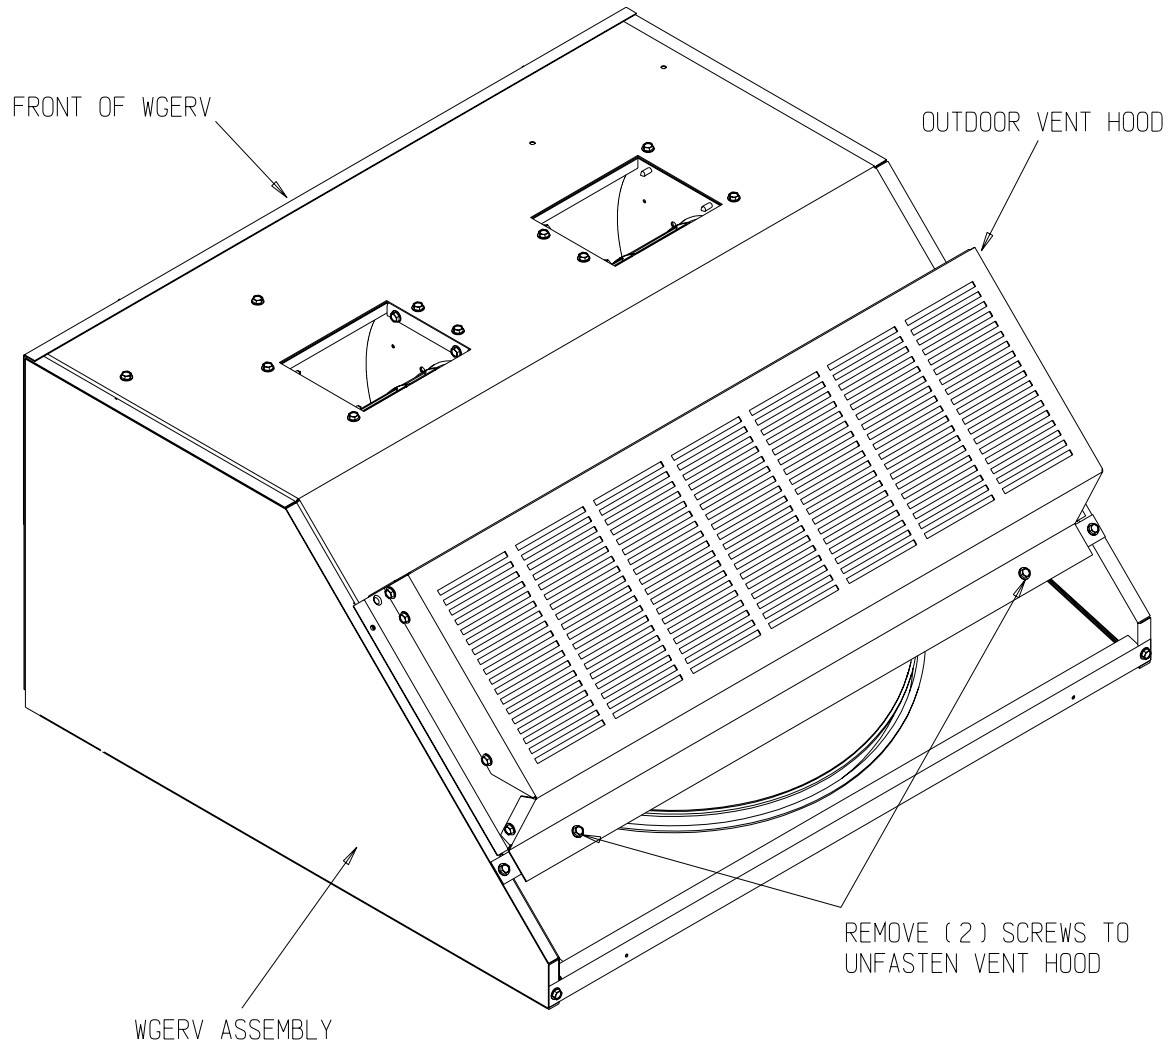 FRONT OF WGERV
OUTDOOR VENT HOOD
REMOVE (2) SCREWS TO
UNFASTEN VENT HOOD
WGERV ASSEMBLY